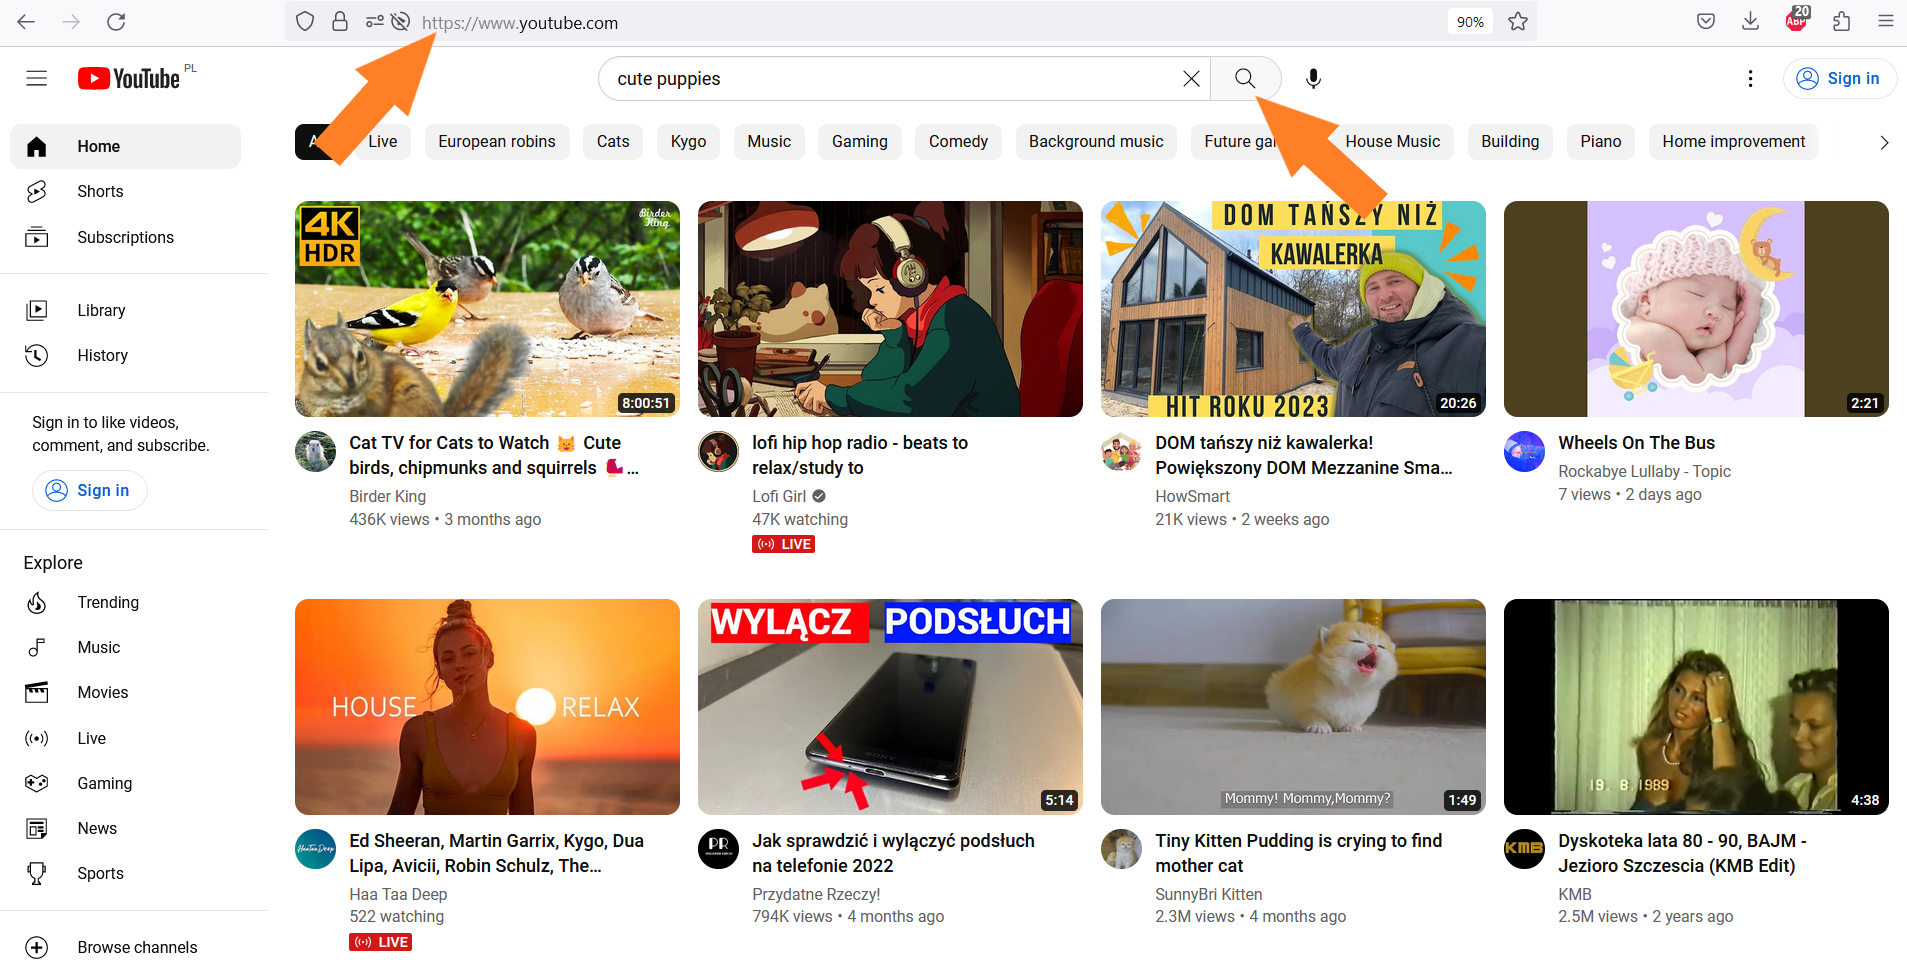 https://www.youtube.com
90%
ABP
20
YouTube PL
cute puppies
Sign in
Home
Shorts
Subscriptions
Library
History
Sign in to like videos,
comment, and subscribe.
Sign in
Explore
Trending
Music
Movies
Live
Gaming
News
Sports
Browse channels
Live
European robins
Cats
Kygo
Music
Gaming
Comedy
Background music
Future
House Music
Building
Piano
Home improvement
4K
HDR
Birder
King
8:00:51
Cat TV for Cats to Watch 😺 Cute
birds, chipmunks and squirrels 🐿️...
Birder King
436K views • 3 months ago
lofi hip hop radio - beats to
relax/study to
Lofi Girl
47K watching
LIVE
DOM TAŃSZY NIŻ
KAWALERKA
HIT ROKU 2023
20:26
DOM tańszy niż kawalerka!
Powiększony DOM Mezzanine Sma...
HowSmart
21K views • 2 weeks ago
2:21
Wheels On The Bus
Rockabye Lullaby - Topic
7 views • 2 days ago
HOUSE RELAX
Ed Sheeran, Martin Garrix, Kygo, Dua
Lipa, Avicii, Robin Schulz, The...
HaaTaaDeep
Haa Taa Deep
522 watching
LIVE
WYLĄCZ PODSŁUCH
SONY
5:14
PR
Jak sprawdzić i wyłączyć podsłuch
na telefonie 2022
Przydatne Rzeczy!
794K views • 4 months ago
Mommy! Mommy,Mommy?
1:49
Tiny Kitten Pudding is crying to find
mother cat
SunnyBri Kitten
2.3M views • 4 months ago
19. 8.1989
4:38
KMB
Dyskoteka lata 80 - 90, BAJM -
Jezioro Szczescia (KMB Edit)
KMB
2.5M views • 2 years ago